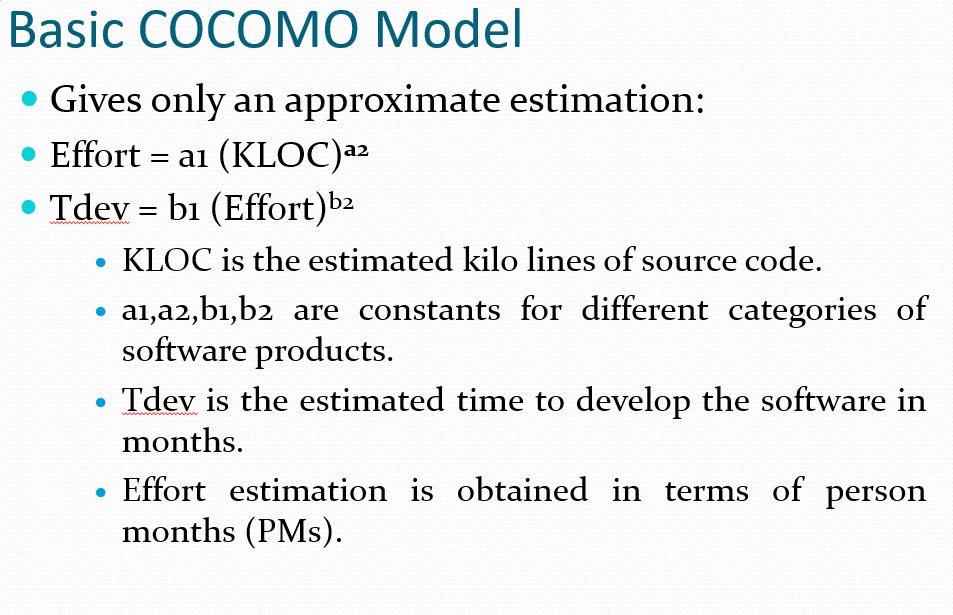 Basic COCOMO Model
Gives only an approximate estimation:
Effort = a1 (KLOC)ᵃ²
Tdev = b1 (Effort)ᵇ²
KLOC is the estimated kilo lines of source code.
a1,a2,b1,b2 are constants for different categories of
software products.
Tdev is the estimated time to develop the software in
months.
Effort estimation is obtained in terms of person
months (PMs).